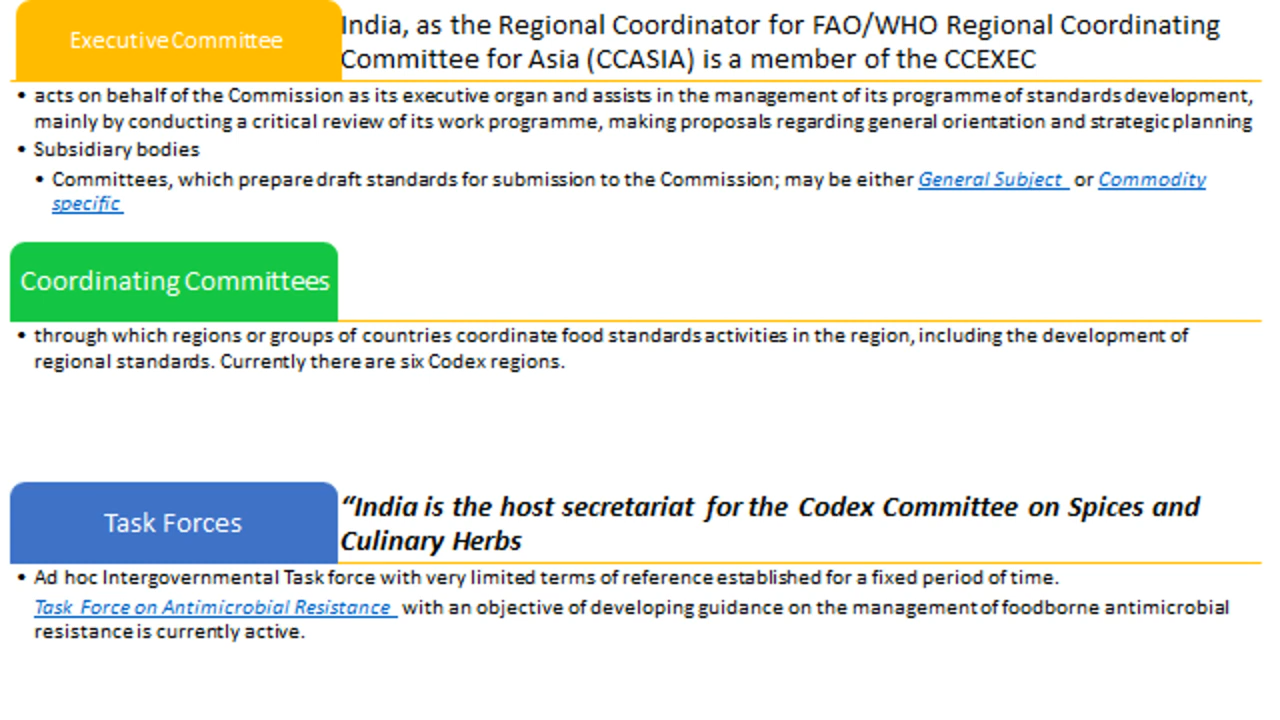 Executive Committee
India, as the Regional Coordinator for FAO/WHO Regional Coordinating
Committee for Asia (CCASIA) is a member of the CCEXEC
• acts on behalf of the Commission as its executive organ and assists in the management of its programme of standards development,
mainly by conducting a critical review of its work programme, making proposals regarding general orientation and strategic planning
• Subsidiary bodies
• Committees, which prepare draft standards for submission to the Commission; may be either General Subject or Commodity
specific
Coordinating Committees
• through which regions or groups of countries coordinate food standards activities in the region, including the development of
regional standards. Currently there are six Codex regions.
Task Forces
“India is the host secretariat for the Codex Committee on Spices and
Culinary Herbs
• Ad hoc Intergovernmental Task force with very limited terms of reference established for a fixed period of time.
Task Force on Antimicrobial Resistance with an objective of developing guidance on the management of foodborne antimicrobial
resistance is currently active.